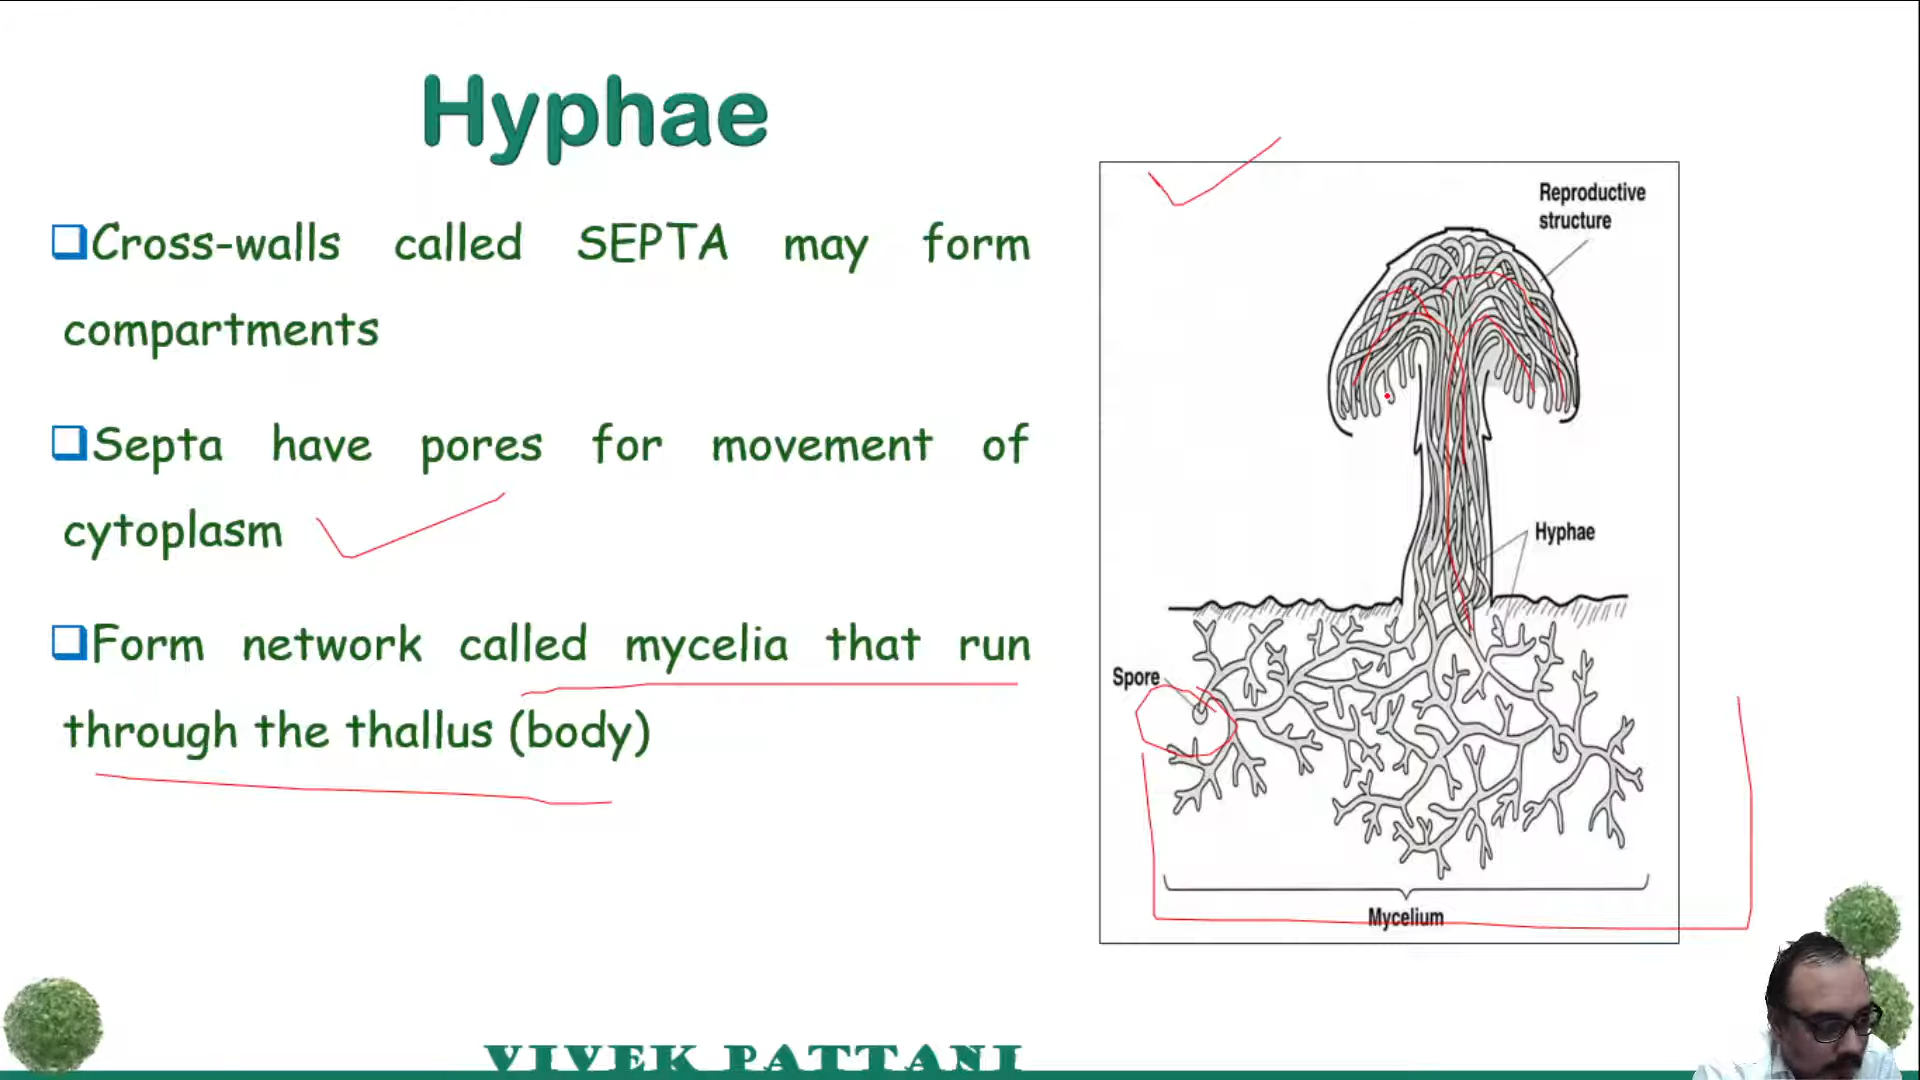 Hyphae
Cross-walls called SEPTA may form
compartments
Septa have pores for movement of
cytoplasm
Form network called mycelia that run
through the thallus (body)
Reproductive
structure
Hyphae
Spore
Mycelium
VIVEK PATTANI